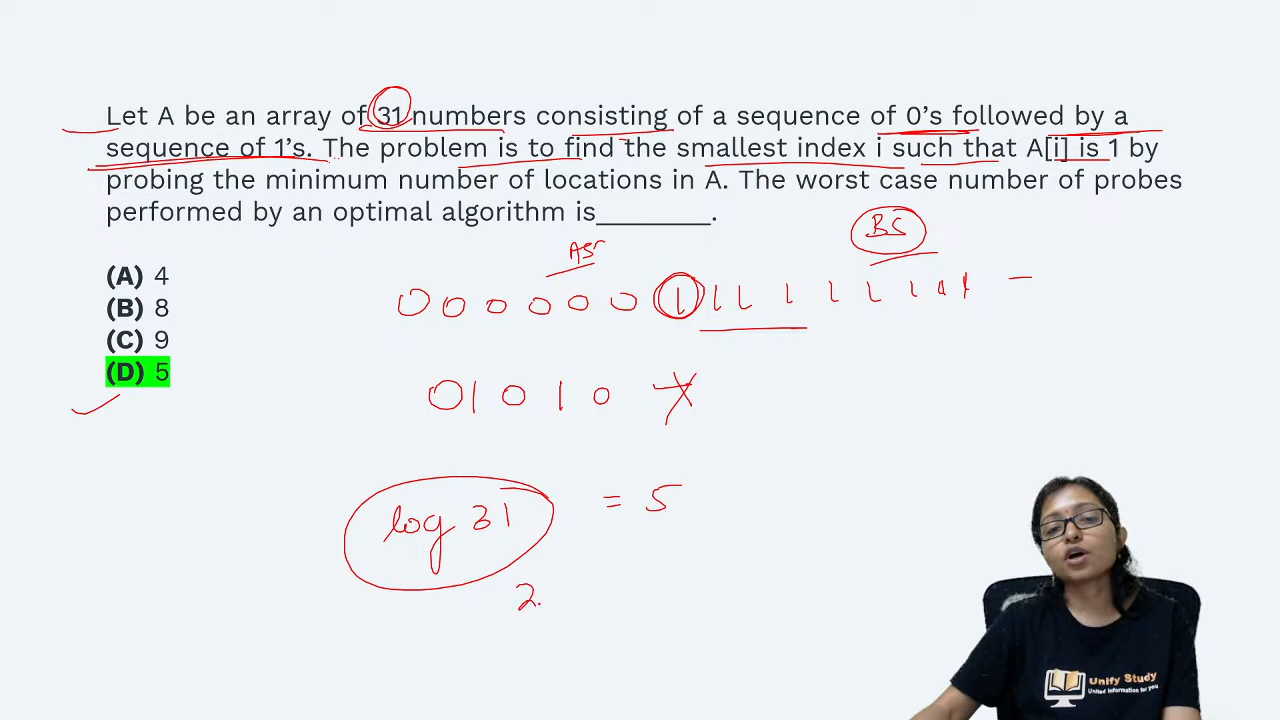 Let A be an array of 31 numbers consisting of a sequence of 0’s followed by a
sequence of 1’s. The problem is to find the smallest index i such that A[i] is 1 by
probing the minimum number of locations in A. The worst case number of probes
performed by an optimal algorithm is________.
BS
(A) 4
(B) 8
(C) 9
(D) 5
0 0 0 0 0 0 1 1 1 1 1 1 1
0 1 0 1 0
log 31 = 5
2
Unify Study
United information for you